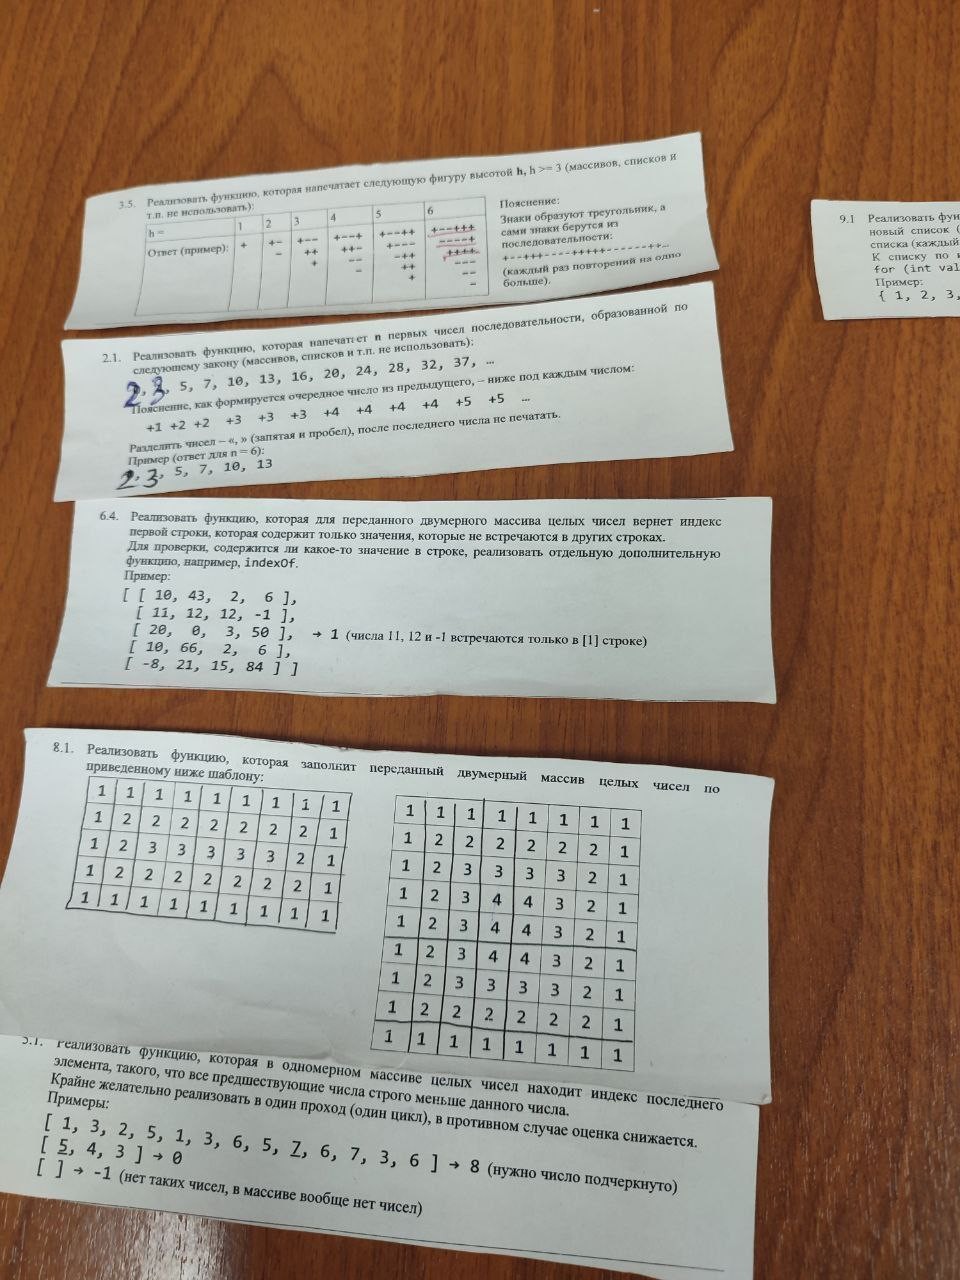 3.5. Реализовать функцию, которая напечатает следующую фигуру высотой h, h >= 3 (массивов, списков и
т.п. не использовать):
h = 1 2 3 4 5 6
Ответ (пример): + +- +-- +--+ +--++ +--+++
- ++ ++- +--- ----+
+ -- -++ ++++
- ++ ---
+ --
-
Пояснение:
Знаки образуют треугольник, а
сами знаки берутся из
последовательности:
(каждый раз повторений на одно
больше).
2.1. Реализовать функцию, которая напечатает n первых чисел последовательности, образованной по
следующему закону (массивов, списков и т.п. не использовать):
2, 3, 5, 7, 10, 13, 16, 20, 24, 28, 32, 37, …
Пояснение, как формируется очередное число из предыдущего, – ниже под каждым числом:
+1 +2 +2 +3 +3 +3 +4 +4 +4 +4 +5 +5 …
Разделить чисел – «, » (запятая и пробел), после последнего числа не печатать.
Пример (ответ для n = 6):
2, 3, 5, 7, 10, 13
6.4. Реализовать функцию, которая для переданного двумерного массива целых чисел вернет индекс
первой строки, которая содержит только значения, которые не встречаются в других строках.
Для проверки, содержится ли какое-то значение в строке, реализовать отдельную дополнительную
функцию, например, indexOf.
Пример:
[ [ 10, 43, 2, 6 ],
[ 11, 12, 12, -1 ],
[ 20, 0, 3, 50 ], → 1 (числа 11, 12 и -1 встречаются только в [1] строке)
[ 10, 66, 2, 6 ],
[ -8, 21, 15, 84 ] ]
8.1. Реализовать функцию, которая заполнит переданный двумерный массив целых чисел по
приведенному ниже шаблону:
1 1 1 1 1 1 1 1 1
1 2 2 2 2 2 2 2 1
1 2 3 3 3 3 3 2 1
1 2 2 2 2 2 2 2 1
1 1 1 1 1 1 1 1 1
1 1 1 1 1 1 1 1
1 2 2 2 2 2 2 1
1 2 3 3 3 3 2 1
1 2 3 4 4 3 2 1
1 2 3 4 4 3 2 1
1 2 3 4 4 3 2 1
1 2 3 3 3 3 2 1
1 2 2 2 2 2 2 1
1 1 1 1 1 1 1 1
5.1. Реализовать функцию, которая в одномерном массиве целых чисел находит индекс последнего
элемента, такого, что все предшествующие числа строго меньше данного числа.
Крайне желательно реализовать в один проход (один цикл), в противном случае оценка снижается.
Примеры:
[ 1, 3, 2, 5, 1, 3, 6, 5, 7, 6, 7, 3, 6 ] → 8 (нужно число подчеркнуто)
[ 5, 4, 3 ] → 0
[ ] → -1 (нет таких чисел, в массиве вообще нет чисел)
9.1 Реализовать фун
новый список (
списка (каждый
К списку по
for (int val
Пример:
{ 1, 2, 3,